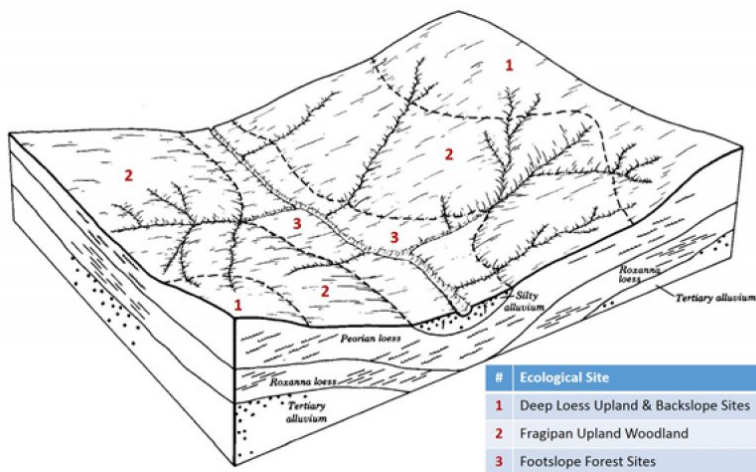 1
2
2
3
3
2
1
Silty
alluvium
Roxanna
loess
Tertiary alluvium
Peorian loess
Roxanna loess
Tertiary
alluvium
# Ecological Site
1 Deep Loess Upland & Backslope Sites
2 Fragipan Upland Woodland
3 Footslope Forest Sites